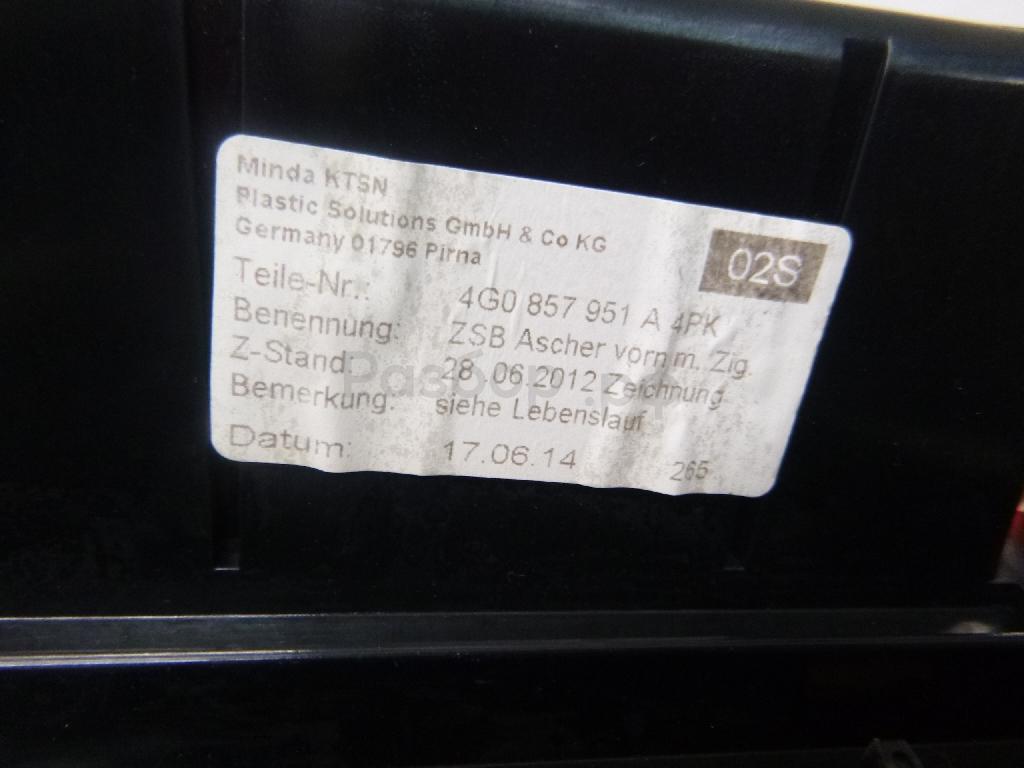 Minda KTSN
Plastic Solutions GmbH & Co KG
Germany 01796 Pirna
02S
Teile-Nr.: 4G0 857 951 A 4PK
Benennung: ZSB Ascher vorn m. Zig.
Z-Stand: 28.06.2012 Zeichnung
Bemerkung: siehe Lebenslauf
Datum: 17.06.14 265
Разбор